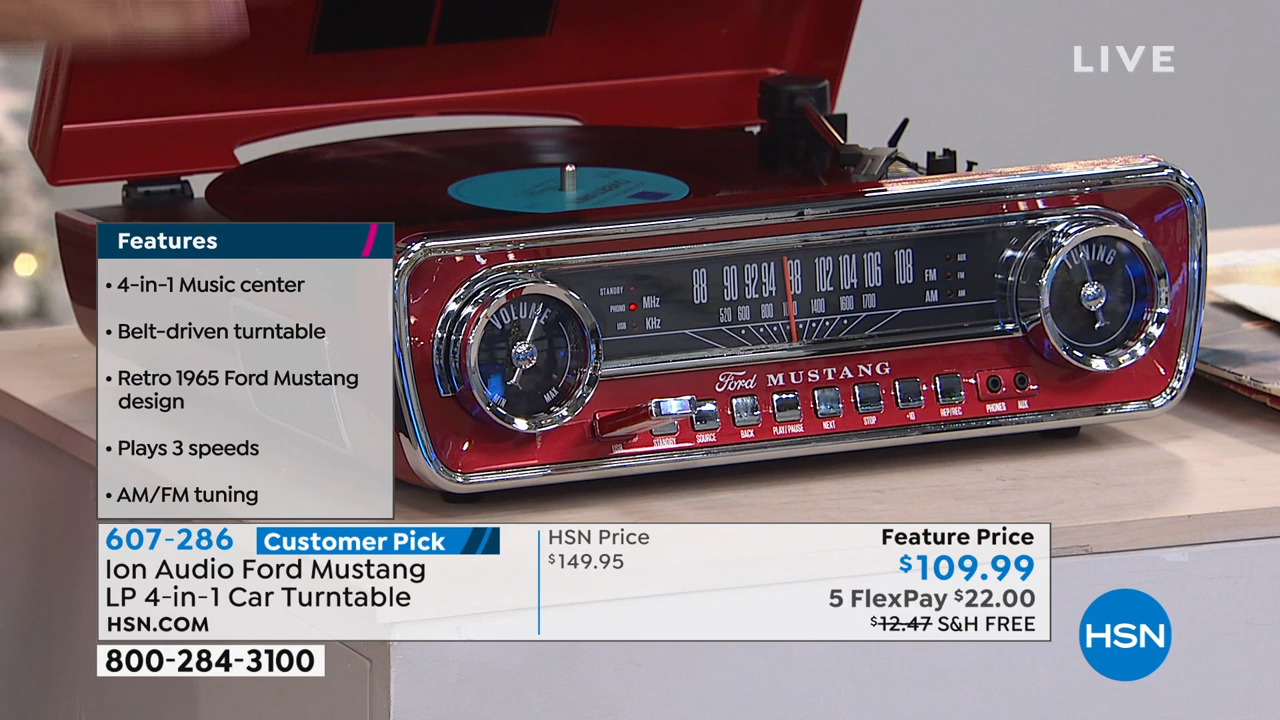 LIVE
Features
• 4-in-1 Music center
• Belt-driven turntable
• Retro 1965 Ford Mustang
design
• Plays 3 speeds
• AM/FM tuning
VOLUME
MIN
MAX
STANDBY
PHONO
USB
MHz
KHz
88 90 92 94 98 102 104 106 108
520 600 800 1400 1600 1700
FM
AM
AUX
FM
AM
TUNING
Ford MUSTANG
USB STANDBY SOURCE BACK PLAY/PAUSE NEXT STOP +10 REP/REC PHONES AUX
607-286 Customer Pick
Ion Audio Ford Mustang
LP 4-in-1 Car Turntable
HSN.COM
HSN Price
$149.95
Feature Price
$109.99
5 FlexPay $22.00
$12.47 S&H FREE
800-284-3100
HSN